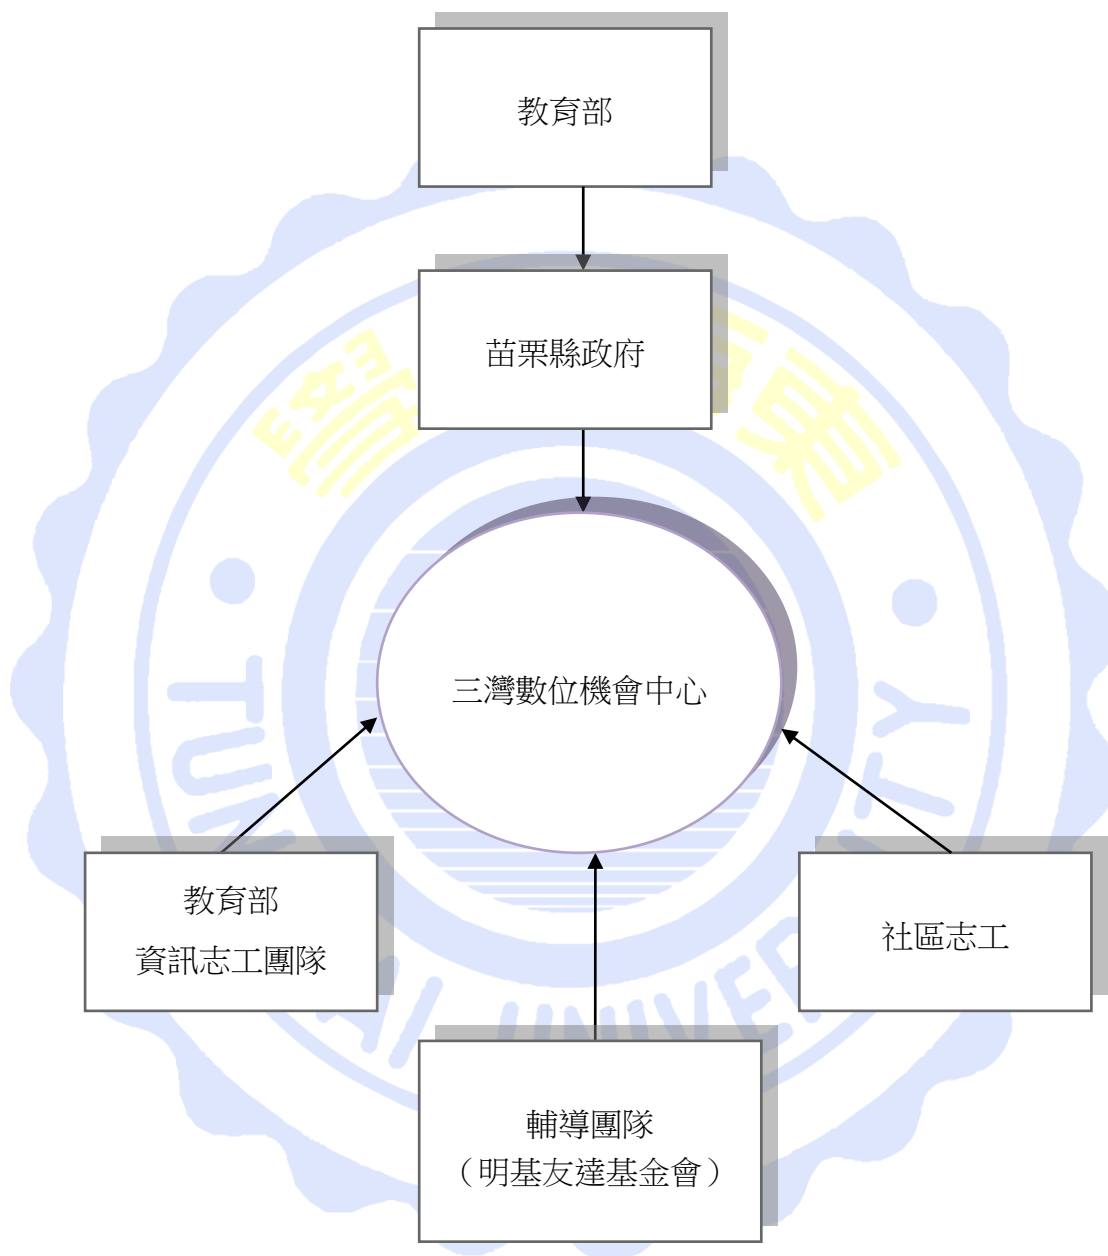 教育部
苗栗縣政府
三灣數位機會中心
教育部
資訊志工團隊
社區志工
輔導團隊
（明基友達基金會）